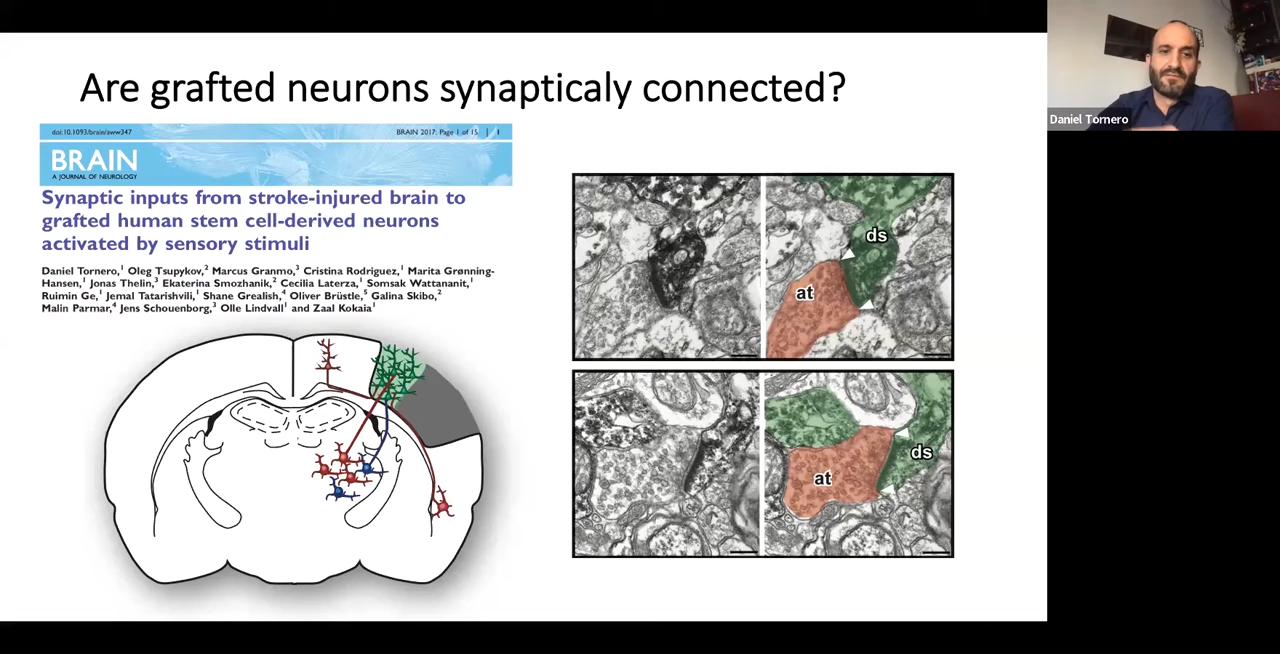 Are grafted neurons synapticaly connected?
doi:10.1093/brain/aww347
BRAIN 2017: Page 1 of 15 | 1
BRAIN
A JOURNAL OF NEUROLOGY
Synaptic inputs from stroke-injured brain to
grafted human stem cell-derived neurons
activated by sensory stimuli
Daniel Tornero,1 Oleg Tsupykov,2 Marcus Granmo,3 Cristina Rodriguez,1 Marita Grønning-
Hansen,1 Jonas Thelin,3 Ekaterina Smozhanik,2 Cecilia Laterza,1 Somsak Wattananit,1
Ruimin Ge,1 Jemal Tatarishvili,1 Shane Grealish,4 Oliver Brüstle,5 Galina Skibo,2
Malin Parmar,4 Jens Schouenborg,3 Olle Lindvall1 and Zaal Kokaia1
ds
at
ds
at
Daniel Tornero